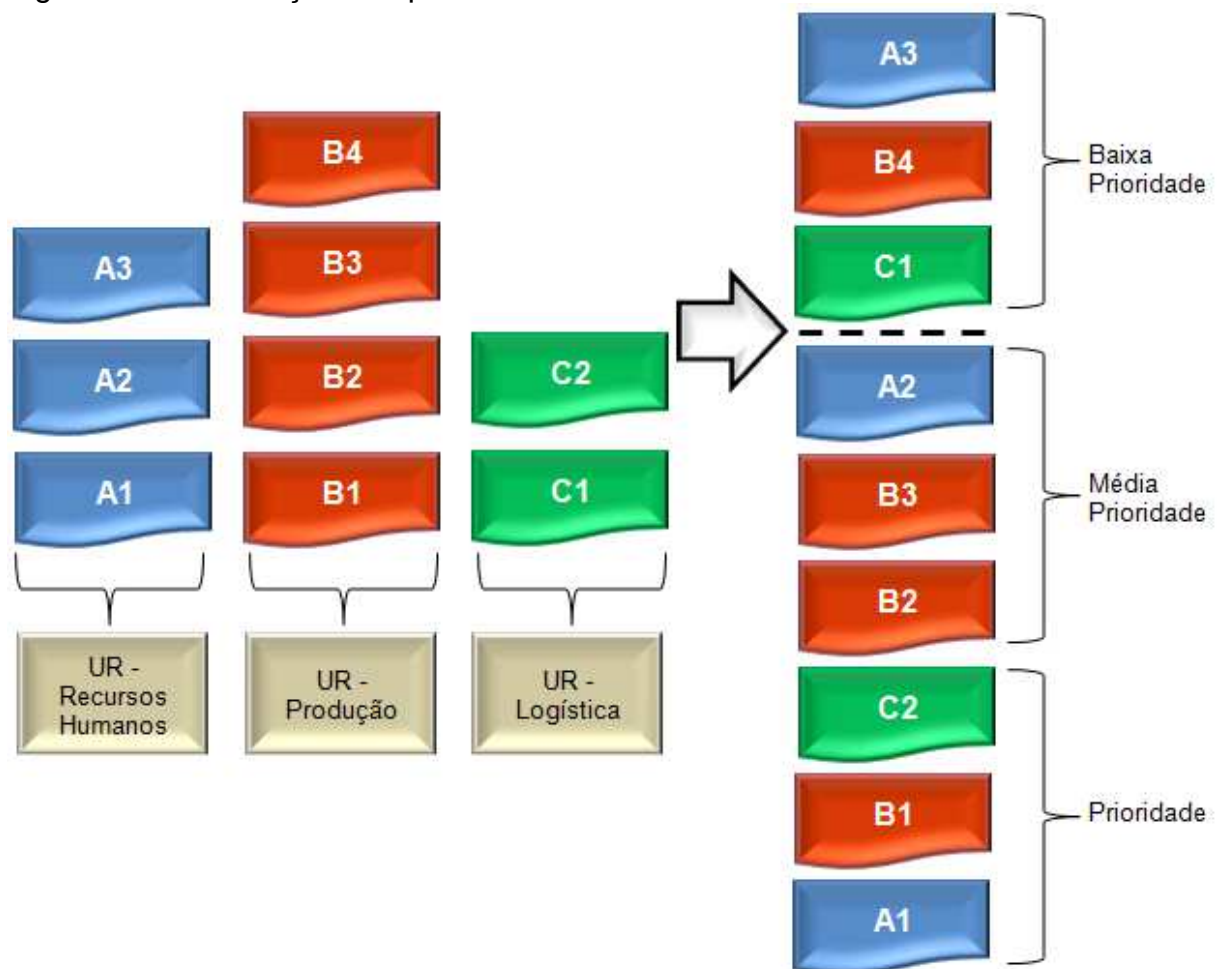 B4
A3
B3
A2
B2
C2
A1
B1
C1
UR -
Recursos
Humanos
UR -
Produção
UR -
Logística
A3
B4
C1
Baixa
Prioridade
A2
B3
B2
Média
Prioridade
C2
B1
A1
Prioridade